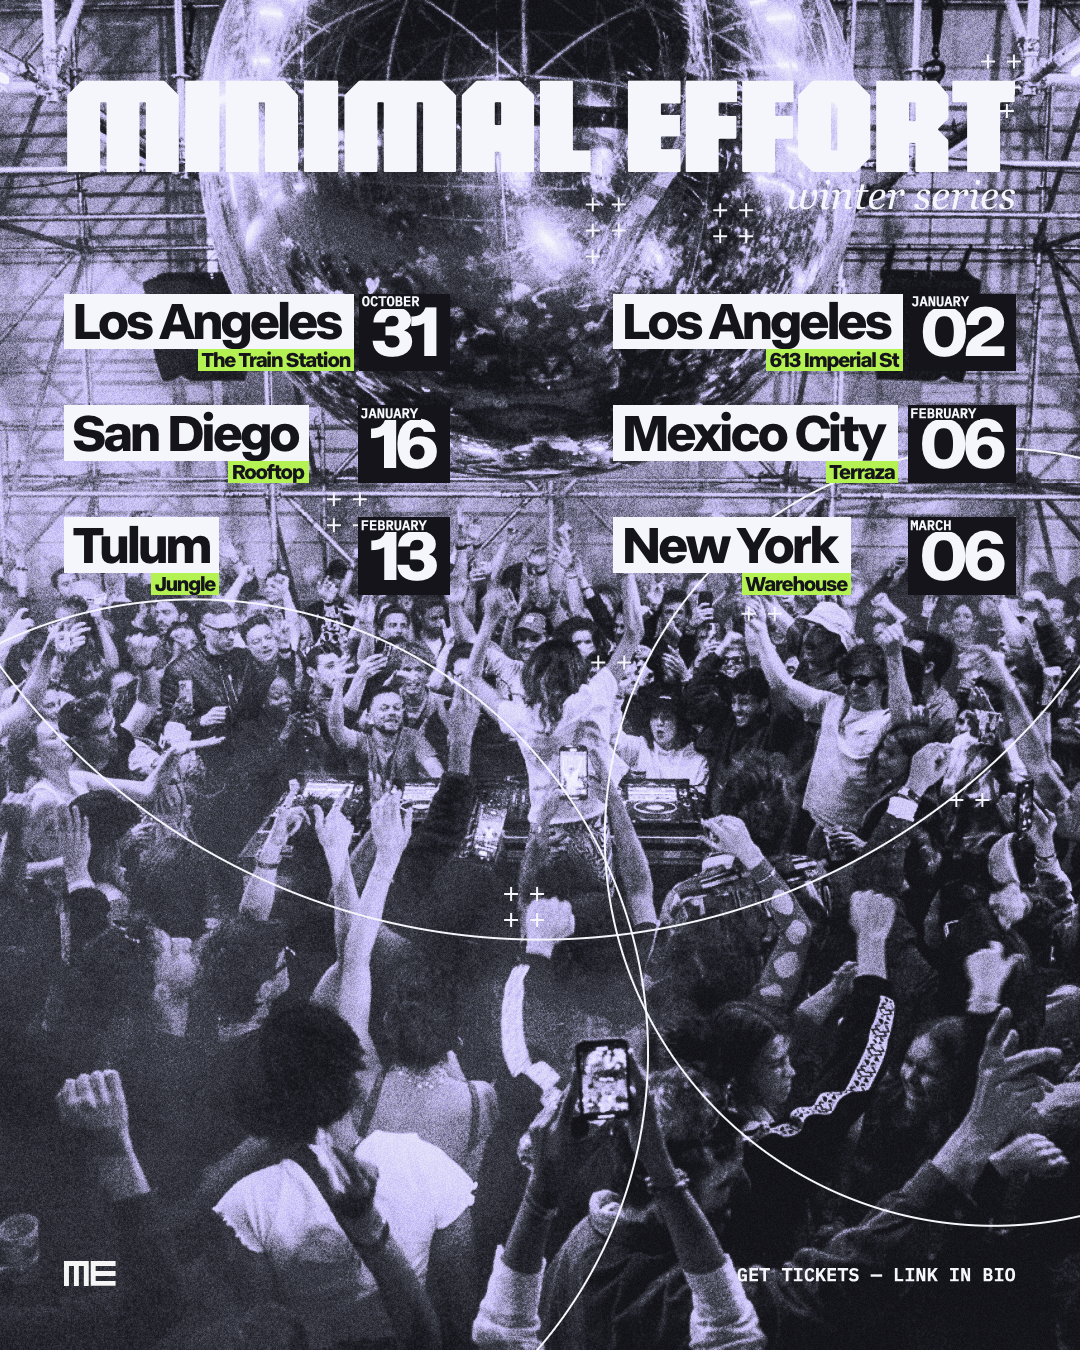 MINIMAL EFFORT
winter series
Los Angeles
The Train Station
OCTOBER
31
Los Angeles
613 Imperial St
JANUARY
02
San Diego
Rooftop
JANUARY
16
Mexico City
Terraza
FEBRUARY
06
Tulum
Jungle
FEBRUARY
13
New York
Warehouse
MARCH
06
ME
GET TICKETS — LINK IN BIO